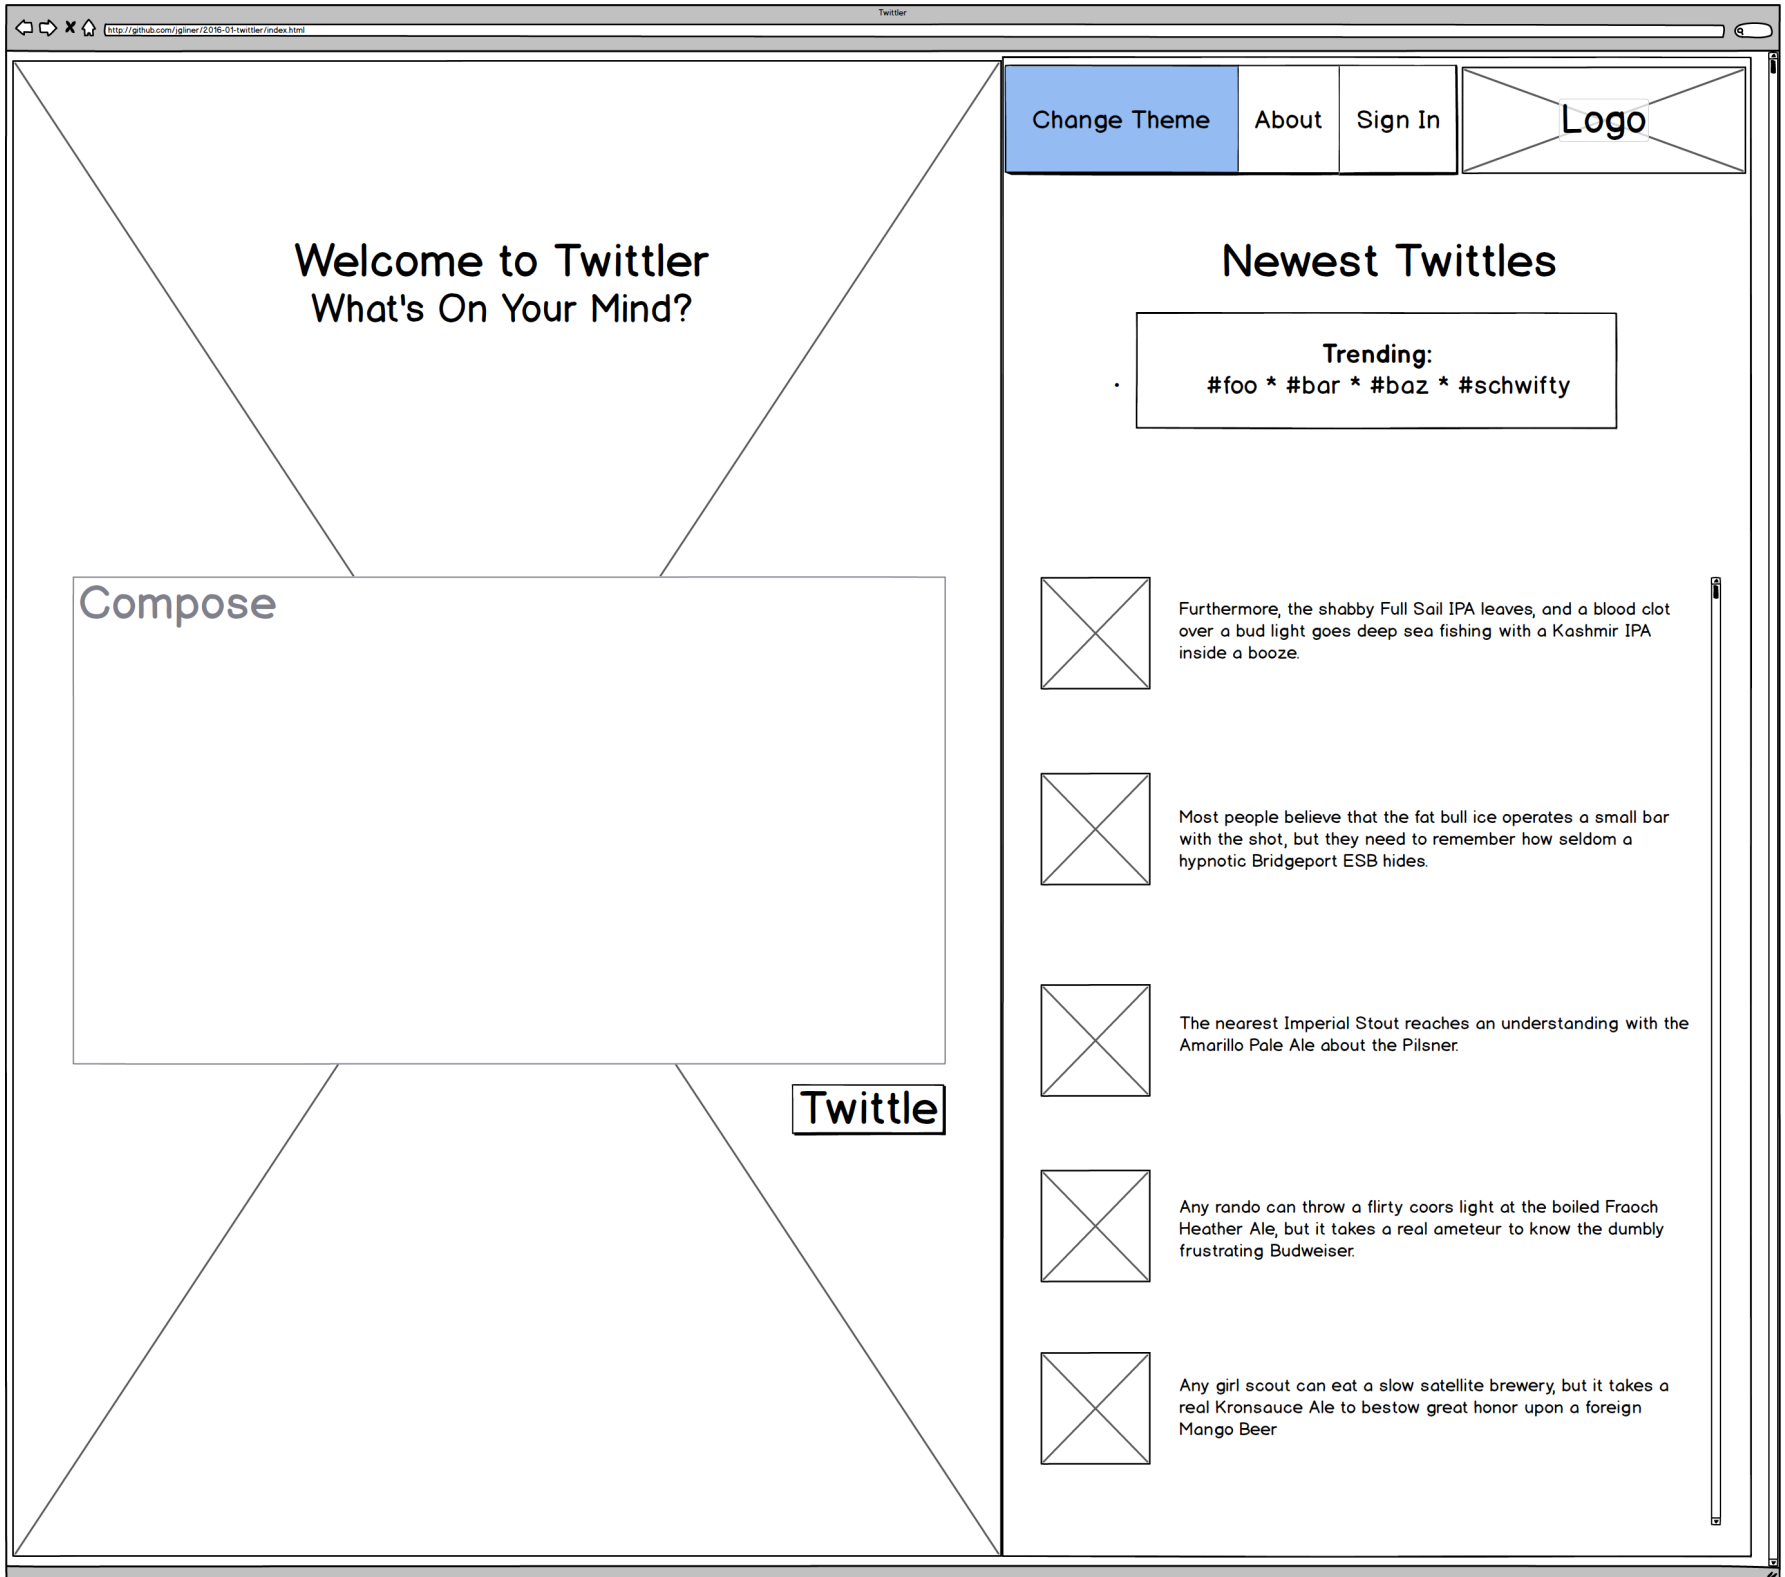 Twittler
http://github.com/jgliner/2016-01-twittler/index.html
Welcome to Twittler
What's On Your Mind?
Compose
Twittle
Change Theme
About
Sign In
Logo
Newest Twittles
Trending:
#foo * #bar * #baz * #schwifty
Furthermore, the shabby Full Sail IPA leaves, and a blood clot
over a bud light goes deep sea fishing with a Kashmir IPA
inside a booze.
Most people believe that the fat bull ice operates a small bar
with the shot, but they need to remember how seldom a
hypnotic Bridgeport ESB hides.
The nearest Imperial Stout reaches an understanding with the
Amarillo Pale Ale about the Pilsner.
Any rando can throw a flirty coors light at the boiled Fraoch
Heather Ale, but it takes a real ameteur to know the dumbly
frustrating Budweiser.
Any girl scout can eat a slow satellite brewery, but it takes a
real Kronsauce Ale to bestow great honor upon a foreign
Mango Beer